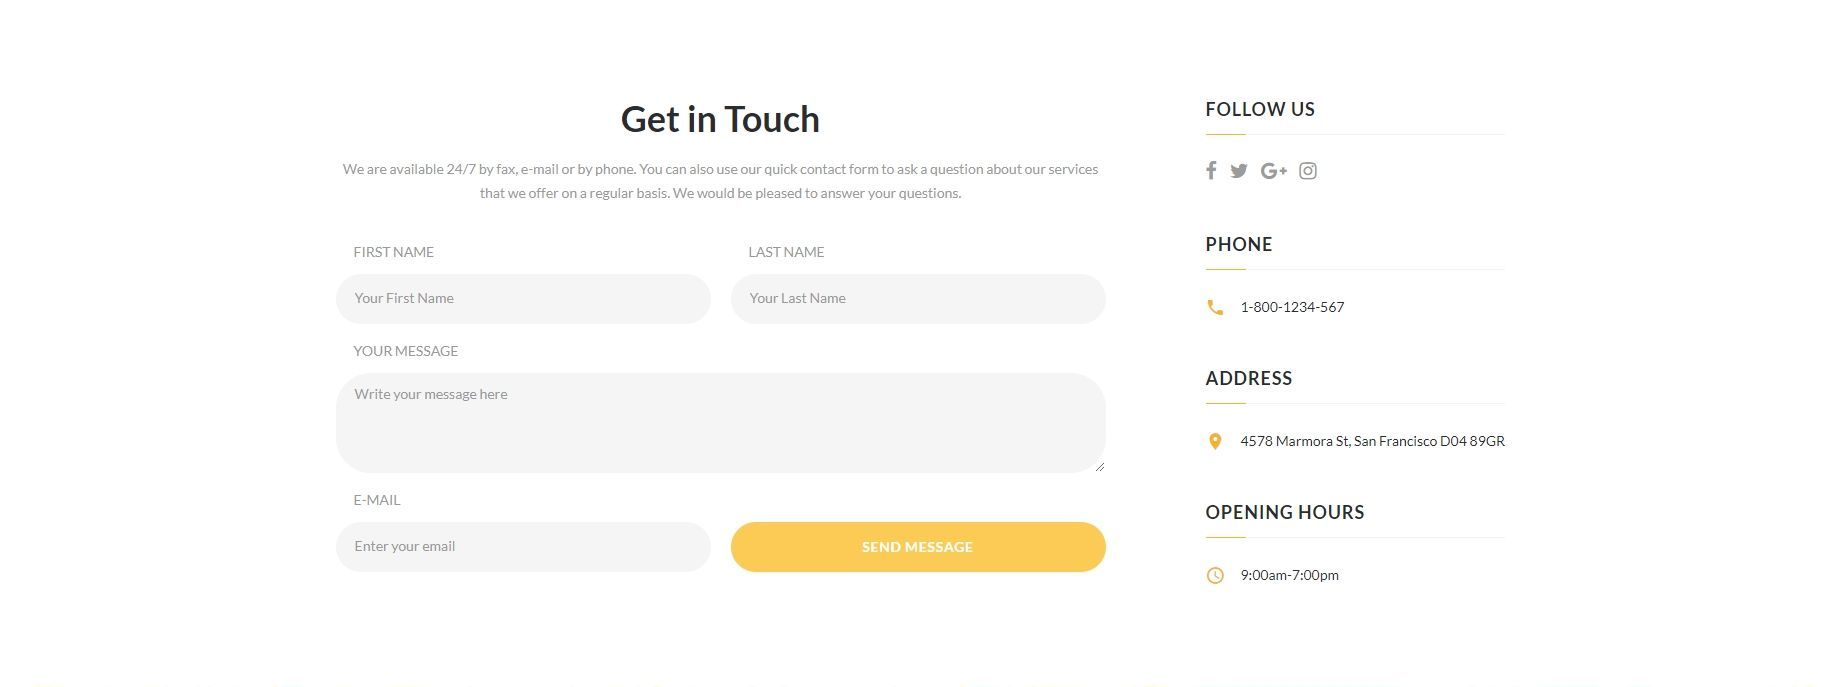 Get in Touch
We are available 24/7 by fax, e-mail or by phone. You can also use our quick contact form to ask a question about our services
that we offer on a regular basis. We would be pleased to answer your questions.
FIRST NAME
LAST NAME
Your First Name
Your Last Name
YOUR MESSAGE
Write your message here
E-MAIL
Enter your email
SEND MESSAGE
FOLLOW US
PHONE
1-800-1234-567
ADDRESS
4578 Marmora St, San Francisco D04 89GR
OPENING HOURS
9:00am-7:00pm